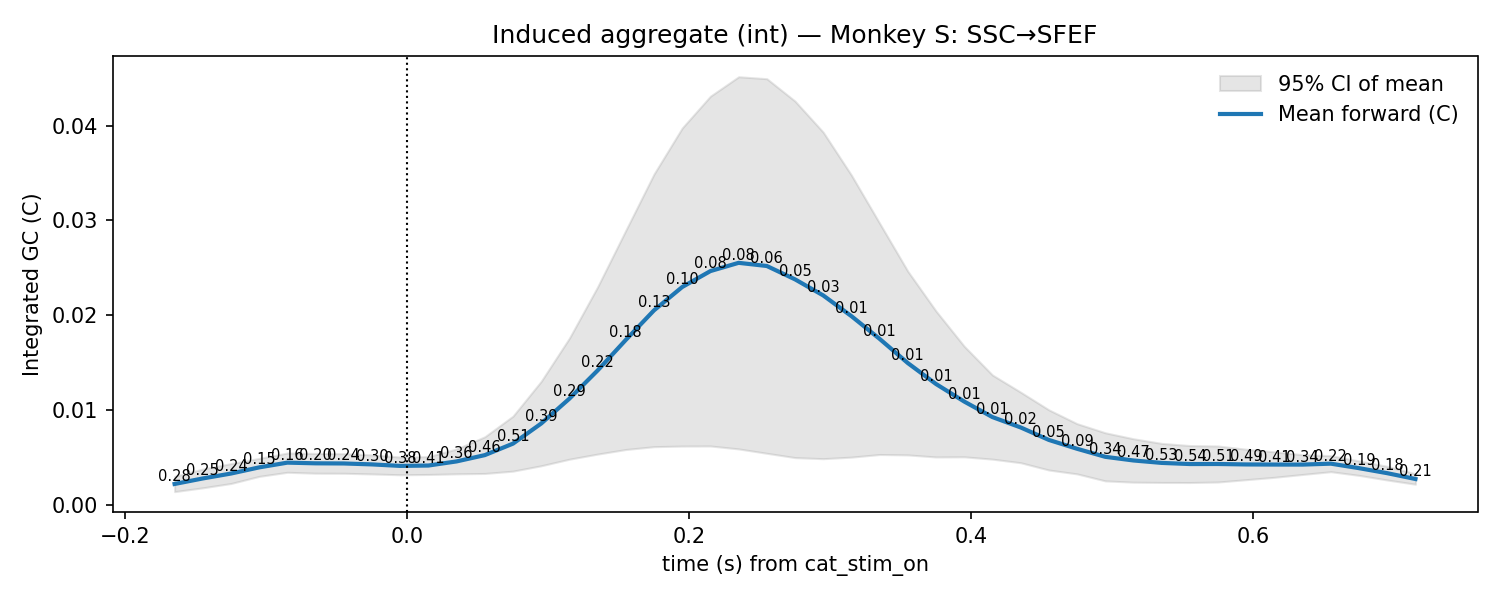 Induced aggregate (int) — Monkey S: SSC→SFEF
95% CI of mean
Mean forward (C)
Integrated GC (C)
0.04
0.03
0.02
0.01
0.00
0.28 0.25 0.24 0.15 0.16 0.20 0.24 0.30 0.38 0.41 0.36 0.46 0.51 0.39 0.29 0.22 0.18 0.13 0.10 0.08 0.08 0.06 0.05 0.03 0.01 0.01 0.01 0.01 0.01 0.01 0.02 0.05 0.09 0.34 0.47 0.53 0.54 0.51 0.49 0.41 0.34 0.22 0.19 0.18 0.21
−0.2 0.0 0.2 0.4 0.6
time (s) from cat_stim_on